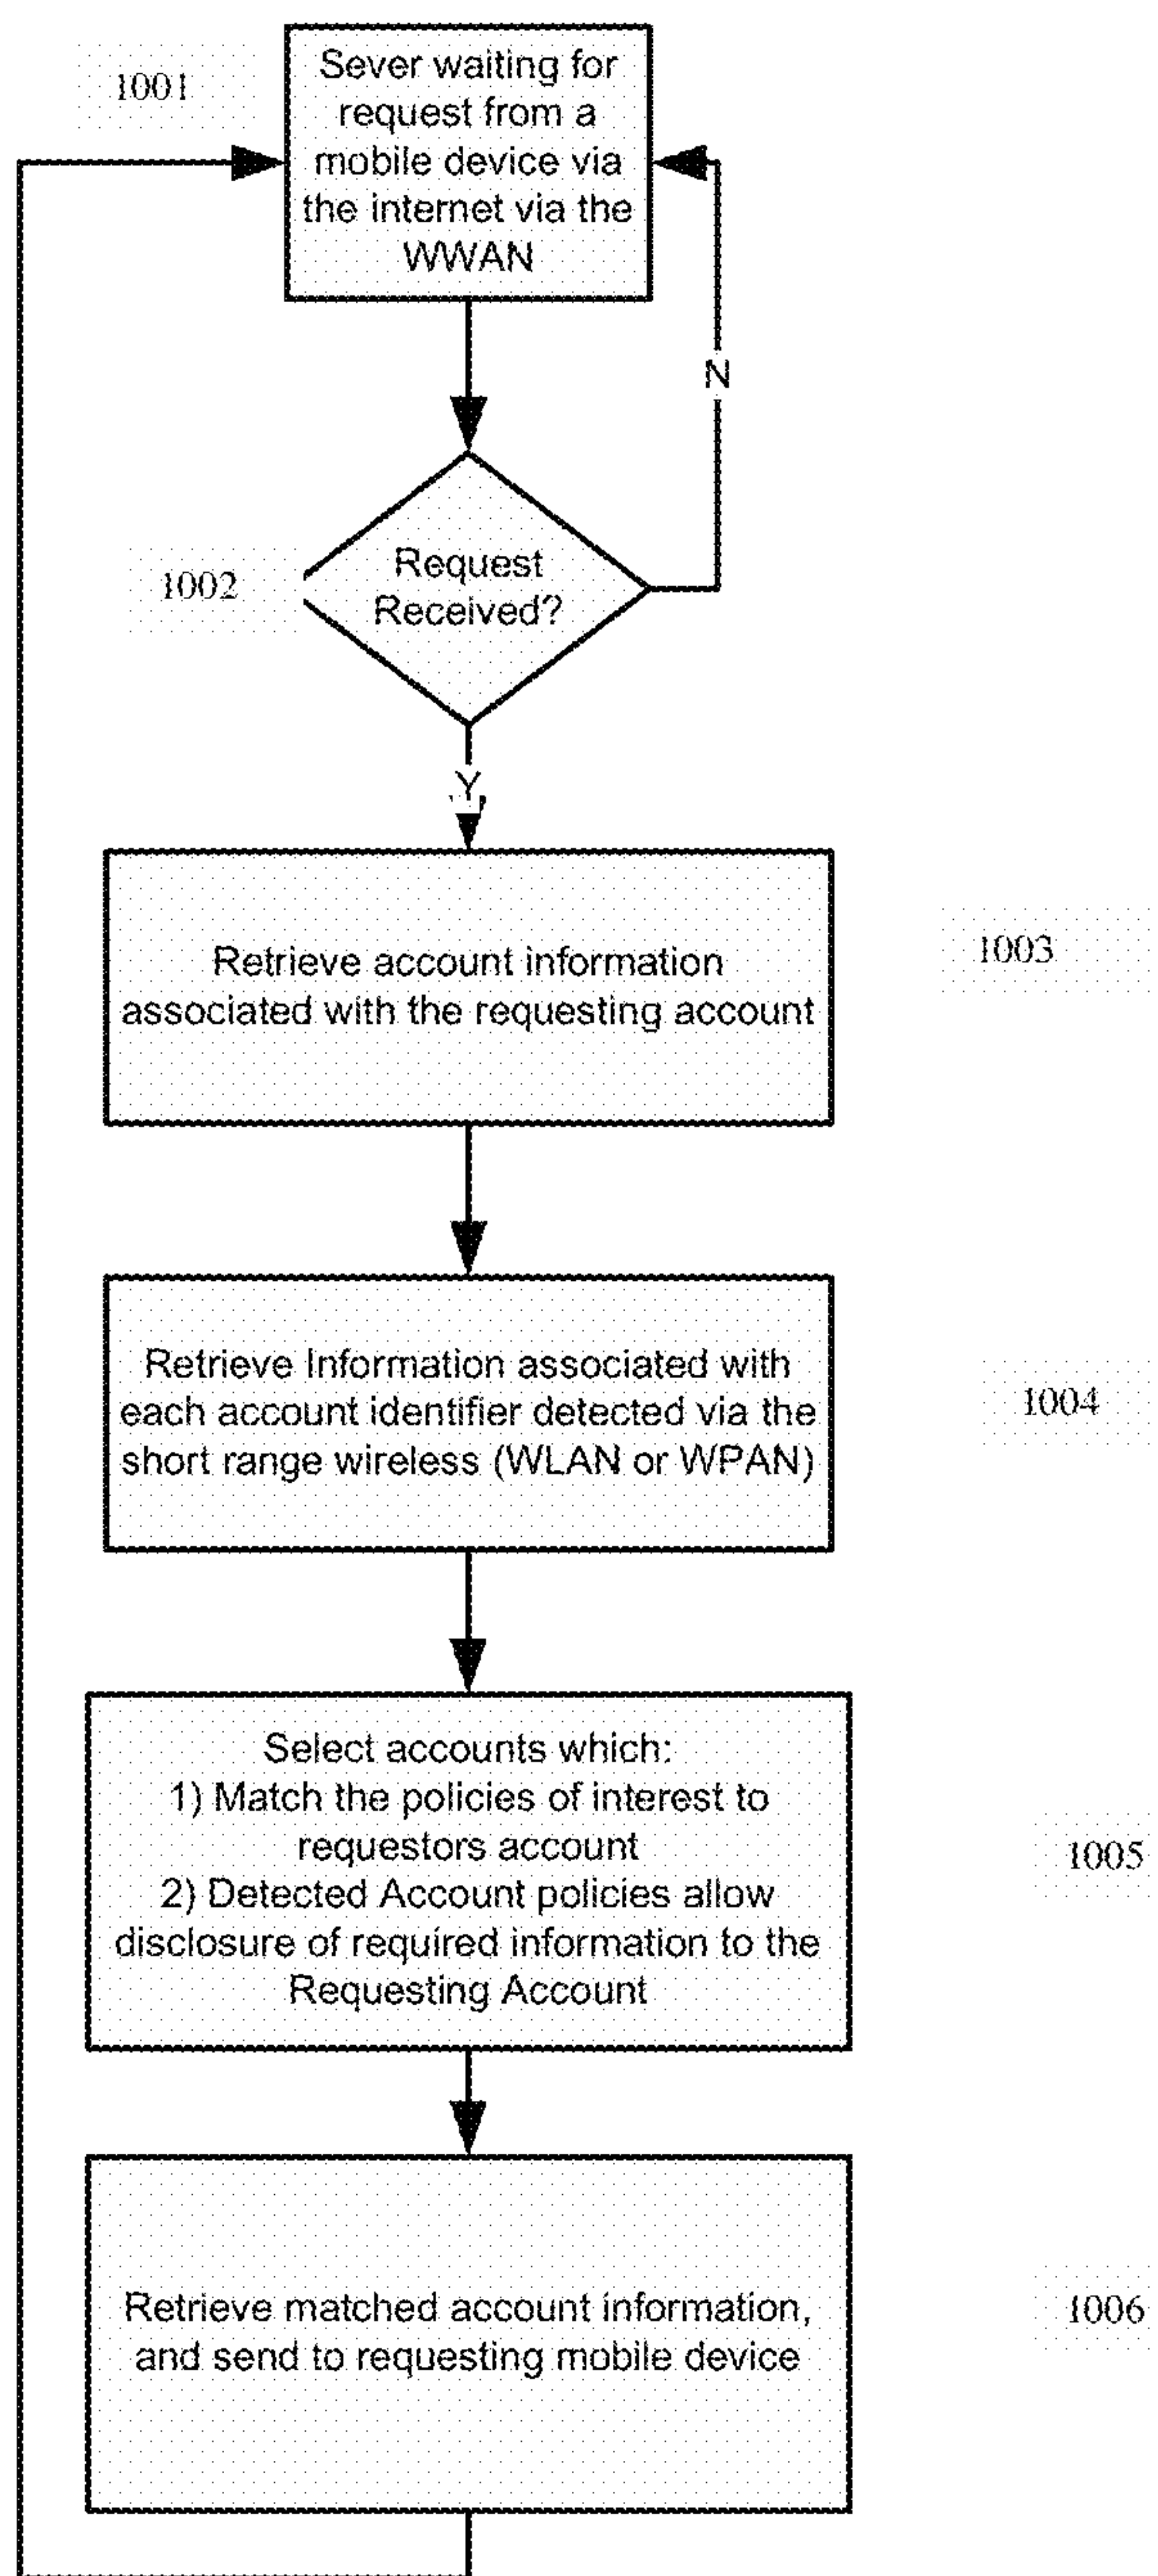 1001
Sever waiting for
request from a
mobile device via
the internet via the
WWAN
N
1002
Request
Received?
Y
Retrieve account information
associated with the requesting account
1003
Retrieve Information associated with
each account identifier detected via the
short range wireless (WLAN or WPAN)
1004
Select accounts which:
1) Match the policies of interest to
requestors account
2) Detected Account policies allow
disclosure of required information to the
Requesting Account
1005
Retrieve matched account information,
and send to requesting mobile device
1006